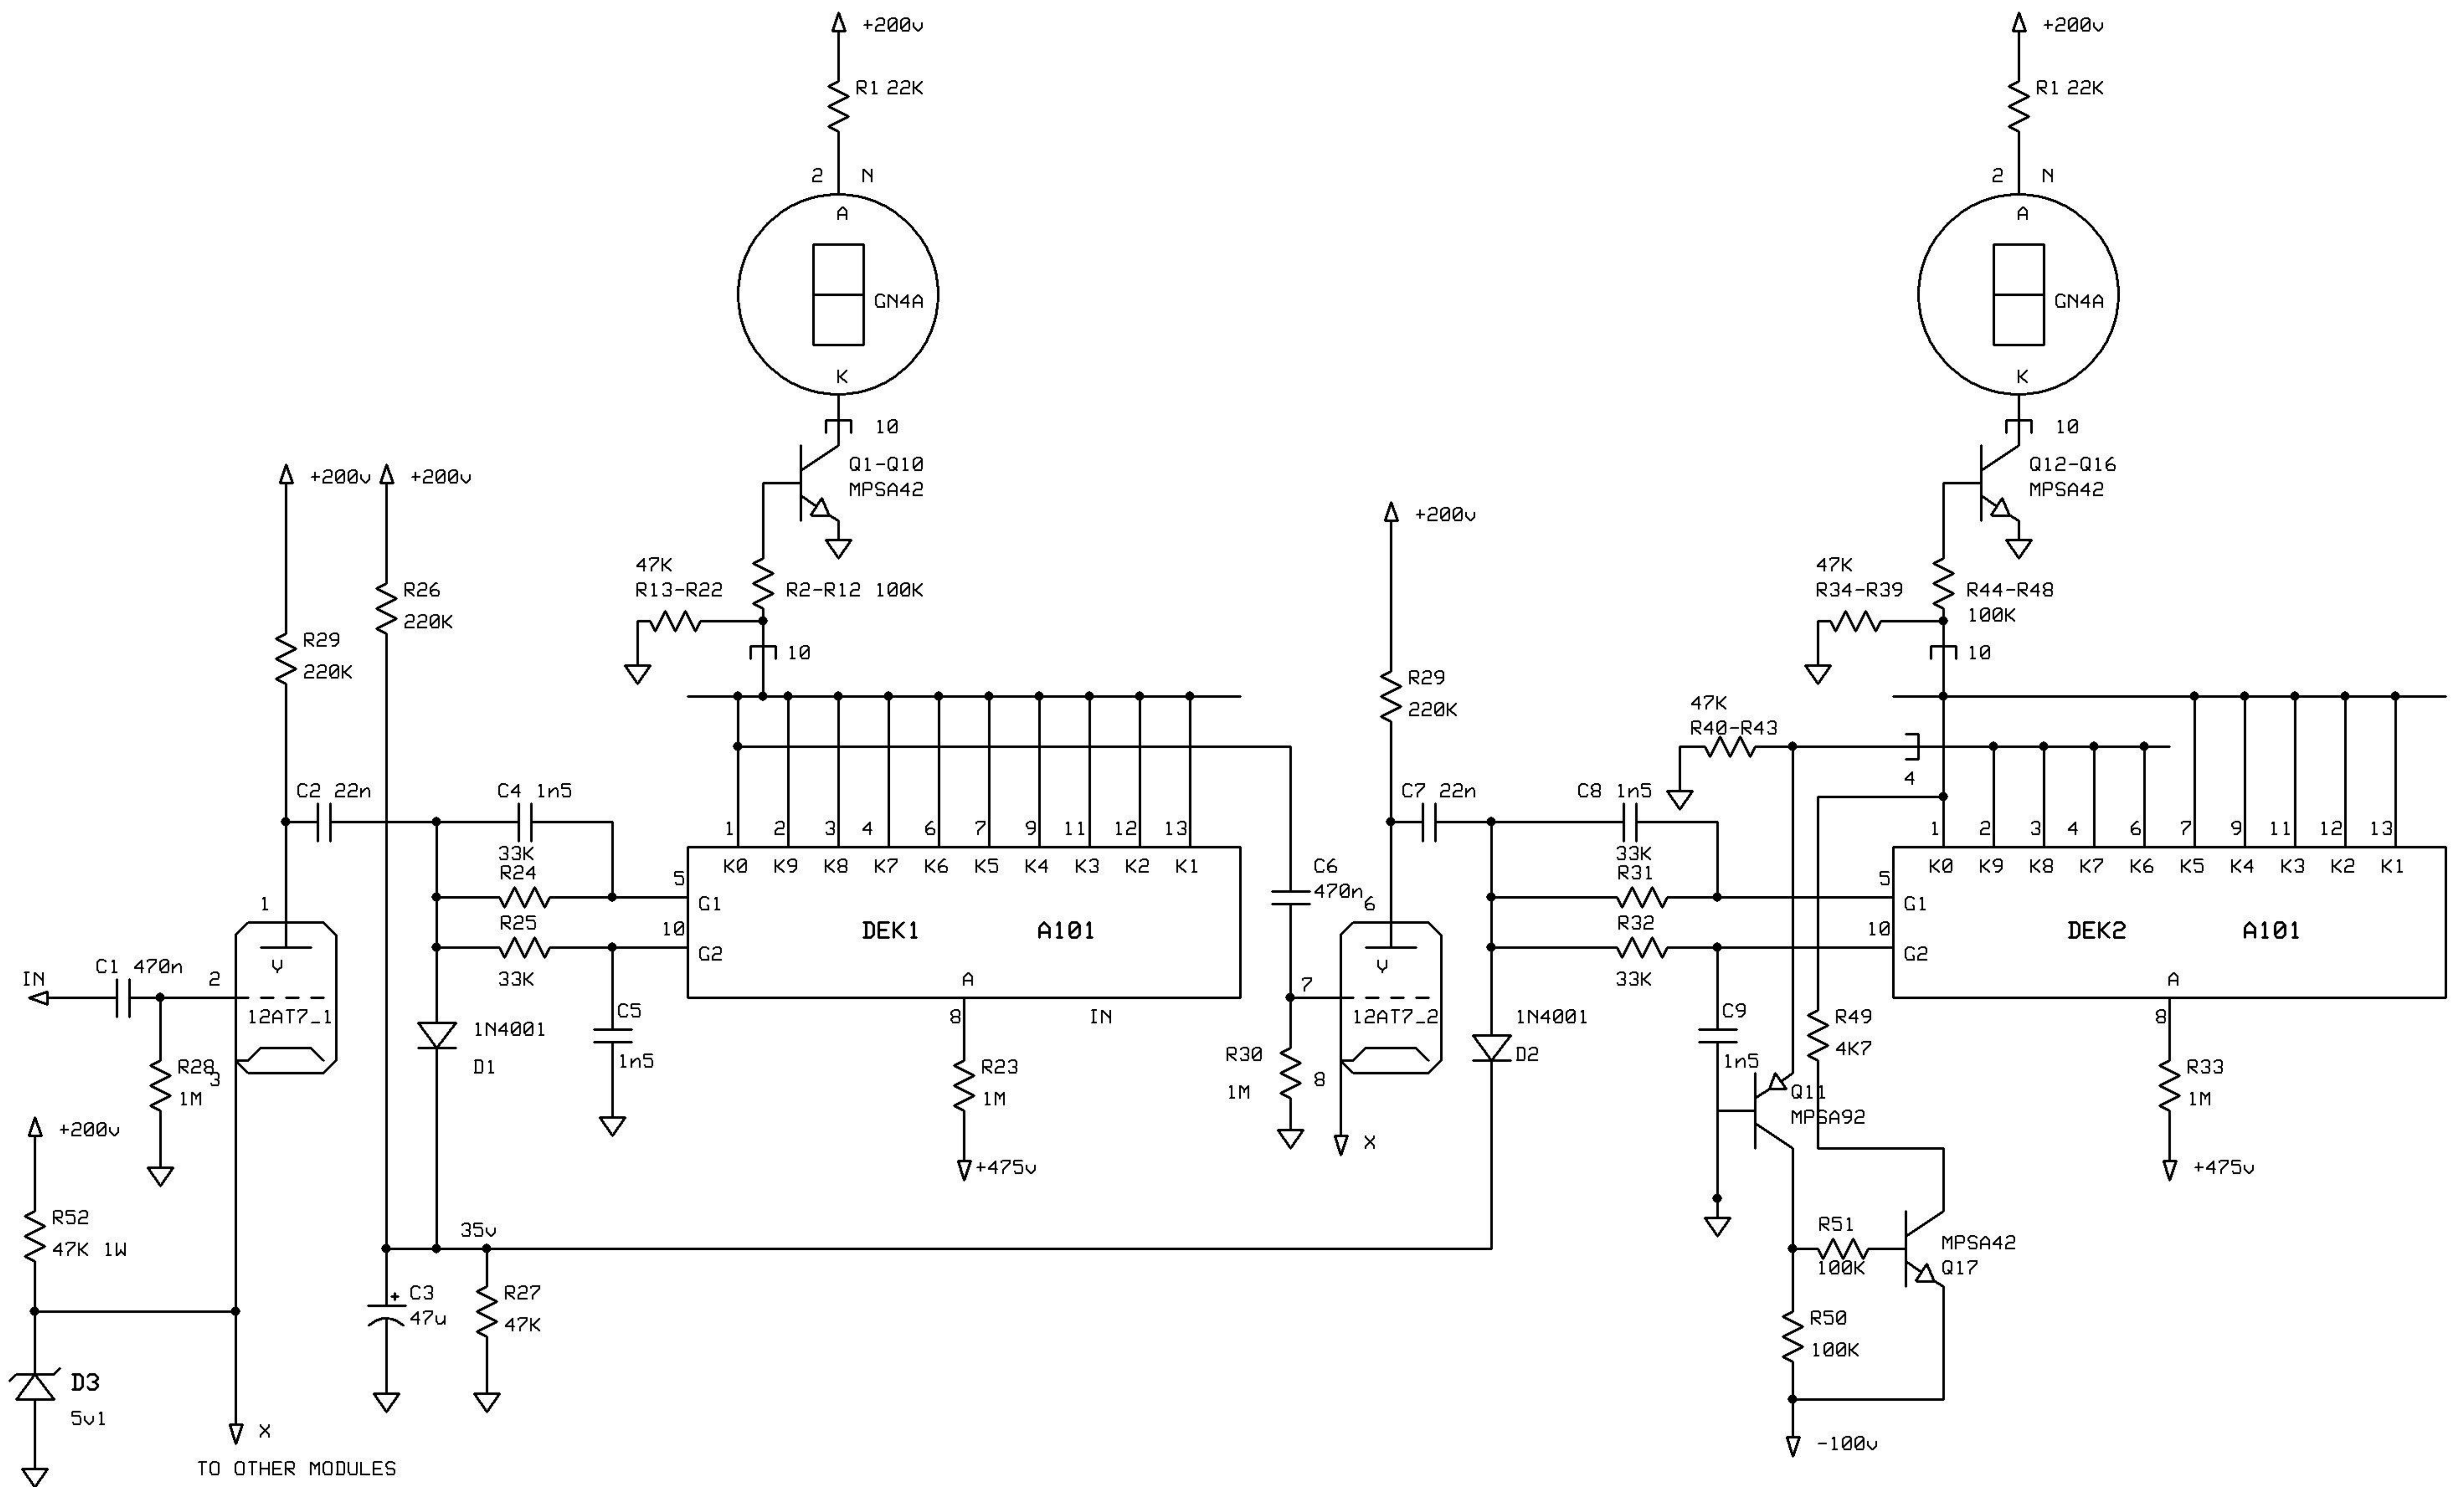 +200v
+200v
R1 22K
R1 22K
2 N
2 N
A
A
GN4A
GN4A
K
K
10
10
Q1-Q10
MPSA42
Q12-Q16
MPSA42
+200v
+200v
+200v
47K
R13-R22
R2-R12 100K
47K
R34-R39
R44-R48
100K
R26
220K
R29
220K
10
10
R29
220K
47K
R40-R43
4
C2 22n
C4 1n5
C7 22n
C8 1n5
1 2 3 4 6 7 9 11 12 13
1 2 3 4 6 7 9 11 12 13
33K
R24
33K
R31
K0 K9 K8 K7 K6 K5 K4 K3 K2 K1
K0 K9 K8 K7 K6 K5 K4 K3 K2 K1
5
G1
5
G1
C6
470n
1
6
R25
33K
R32
33K
10
G2
10
G2
DEK1 A101
DEK2 A101
C1 470n
IN
2
12AT7_1
7
12AT7_2
A
A
8
IN
8
1N4001
D1
C5
1n5
1N4001
D2
C9
1n5
R49
4K7
R28
1M
3
R23
1M
R30
1M
8
R33
1M
Q11
MPSA92
+200v
X
+475v
+475v
R52
47K 1W
35v
R51
100K
MPSA42
Q17
C3
+
47u
R27
47K
R50
100K
D3
5v1
X
-100v
TO OTHER MODULES